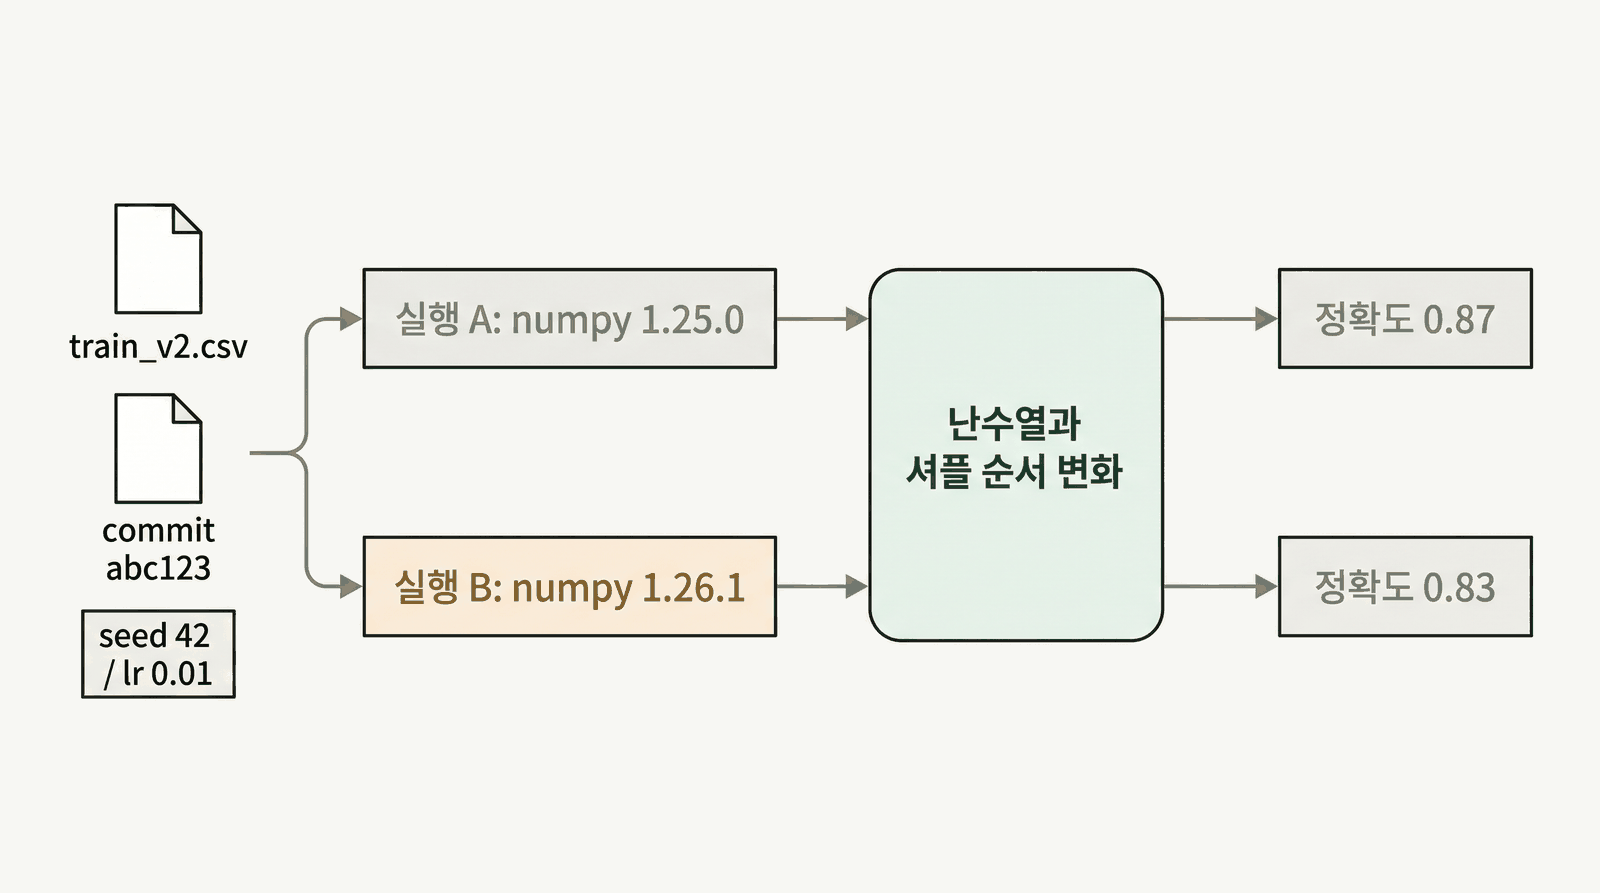 train_v2.csv
commit
abc123
seed 42
/ lr 0.01
실행 A: numpy 1.25.0
실행 B: numpy 1.26.1
난수열과
셔플 순서 변화
정확도 0.87
정확도 0.83